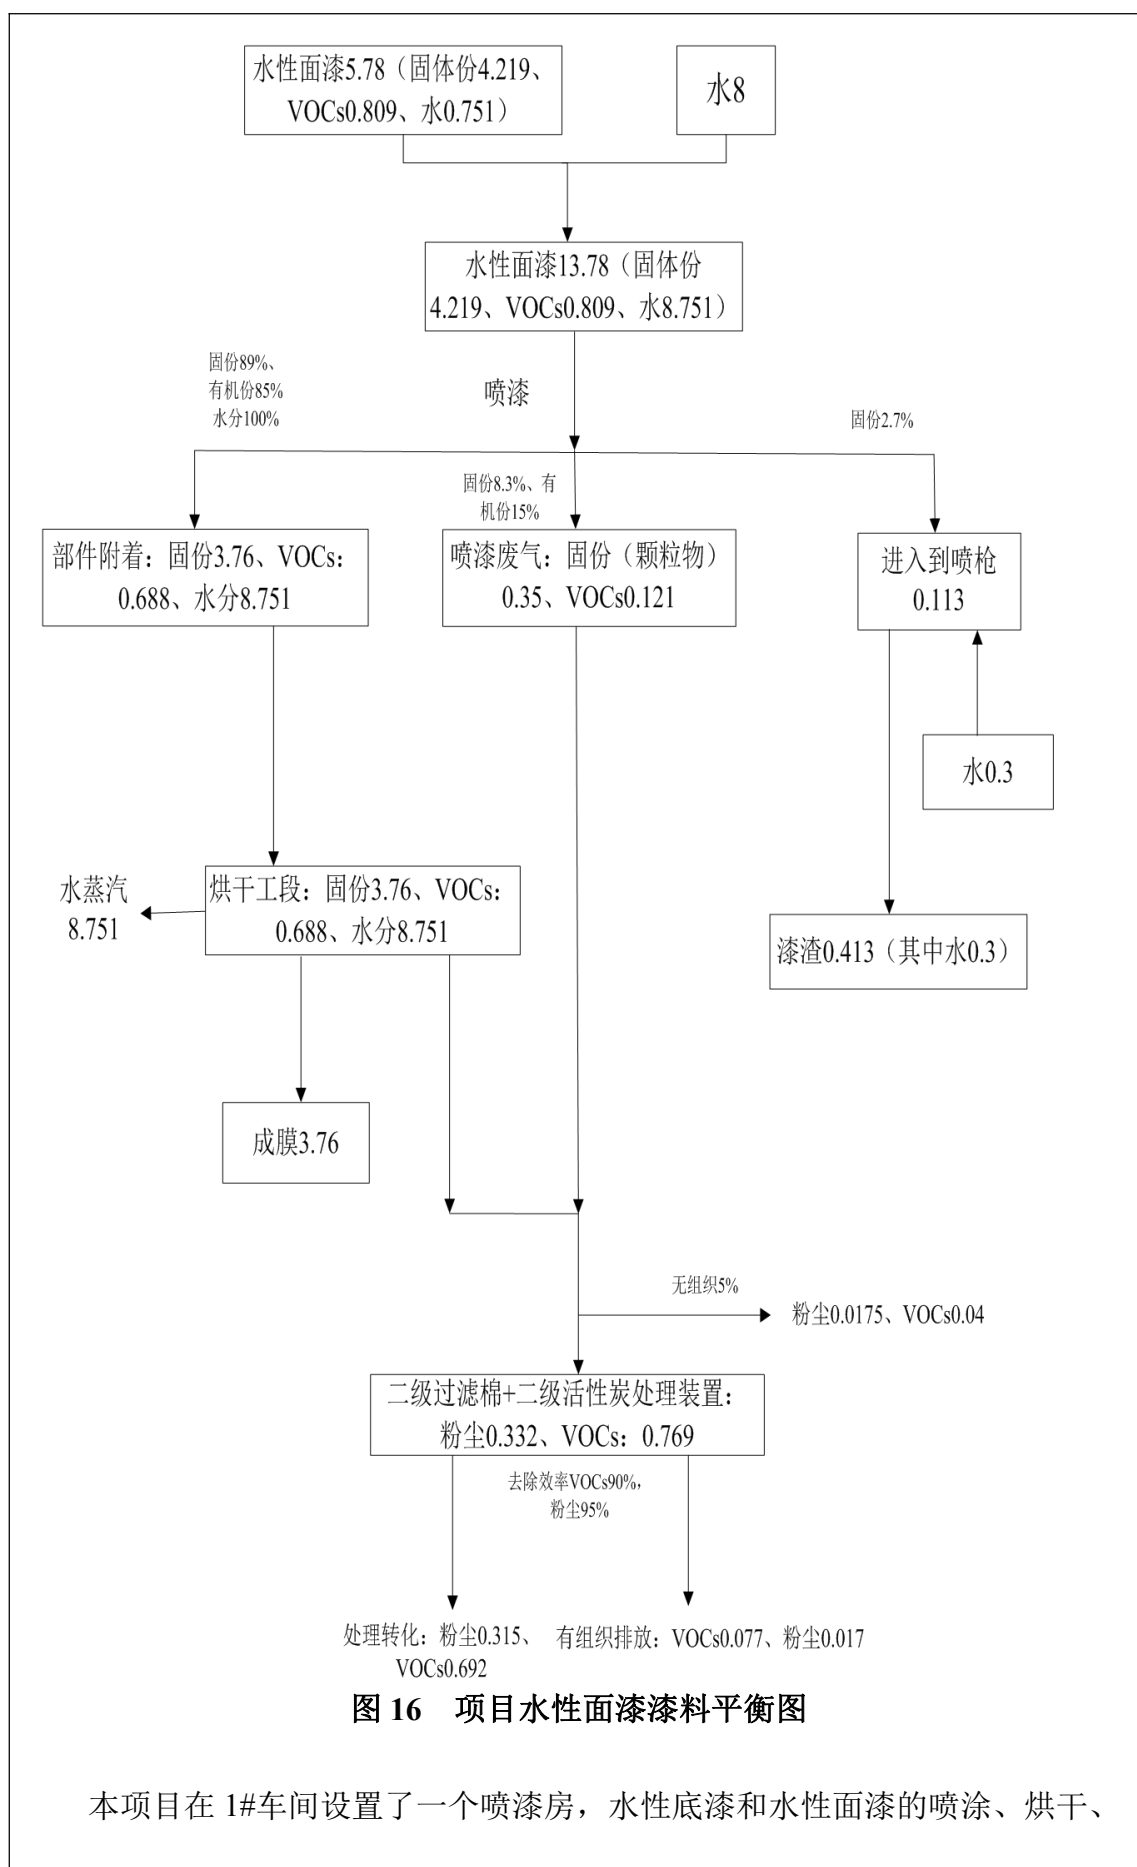 水性面漆5.78（固体份4.219、
VOCs0.809、水0.751）
水8
水性面漆13.78（固体份
4.219、VOCs0.809、水8.751）
喷漆
固份89%、
有机份85%
水分100%
固份8.3%、有
机份15%
固份2.7%
部件附着：固份3.76、VOCs：
0.688、水分8.751
喷漆废气：固份（颗粒物）
0.35、VOCs0.121
进入到喷枪
0.113
水0.3
水蒸汽
8.751
烘干工段：固份3.76、VOCs：
0.688、水分8.751
漆渣0.413（其中水0.3）
成膜3.76
无组织5%
粉尘0.0175、VOCs0.04
二级过滤棉+二级活性炭处理装置：
粉尘0.332、VOCs：0.769
去除效率VOCs90%，
粉尘95%
处理转化：粉尘0.315、
VOCs0.692
有组织排放：VOCs0.077、粉尘0.017
图 16 项目水性面漆漆料平衡图
本项目在 1#车间设置了一个喷漆房，水性底漆和水性面漆的喷涂、烘干、